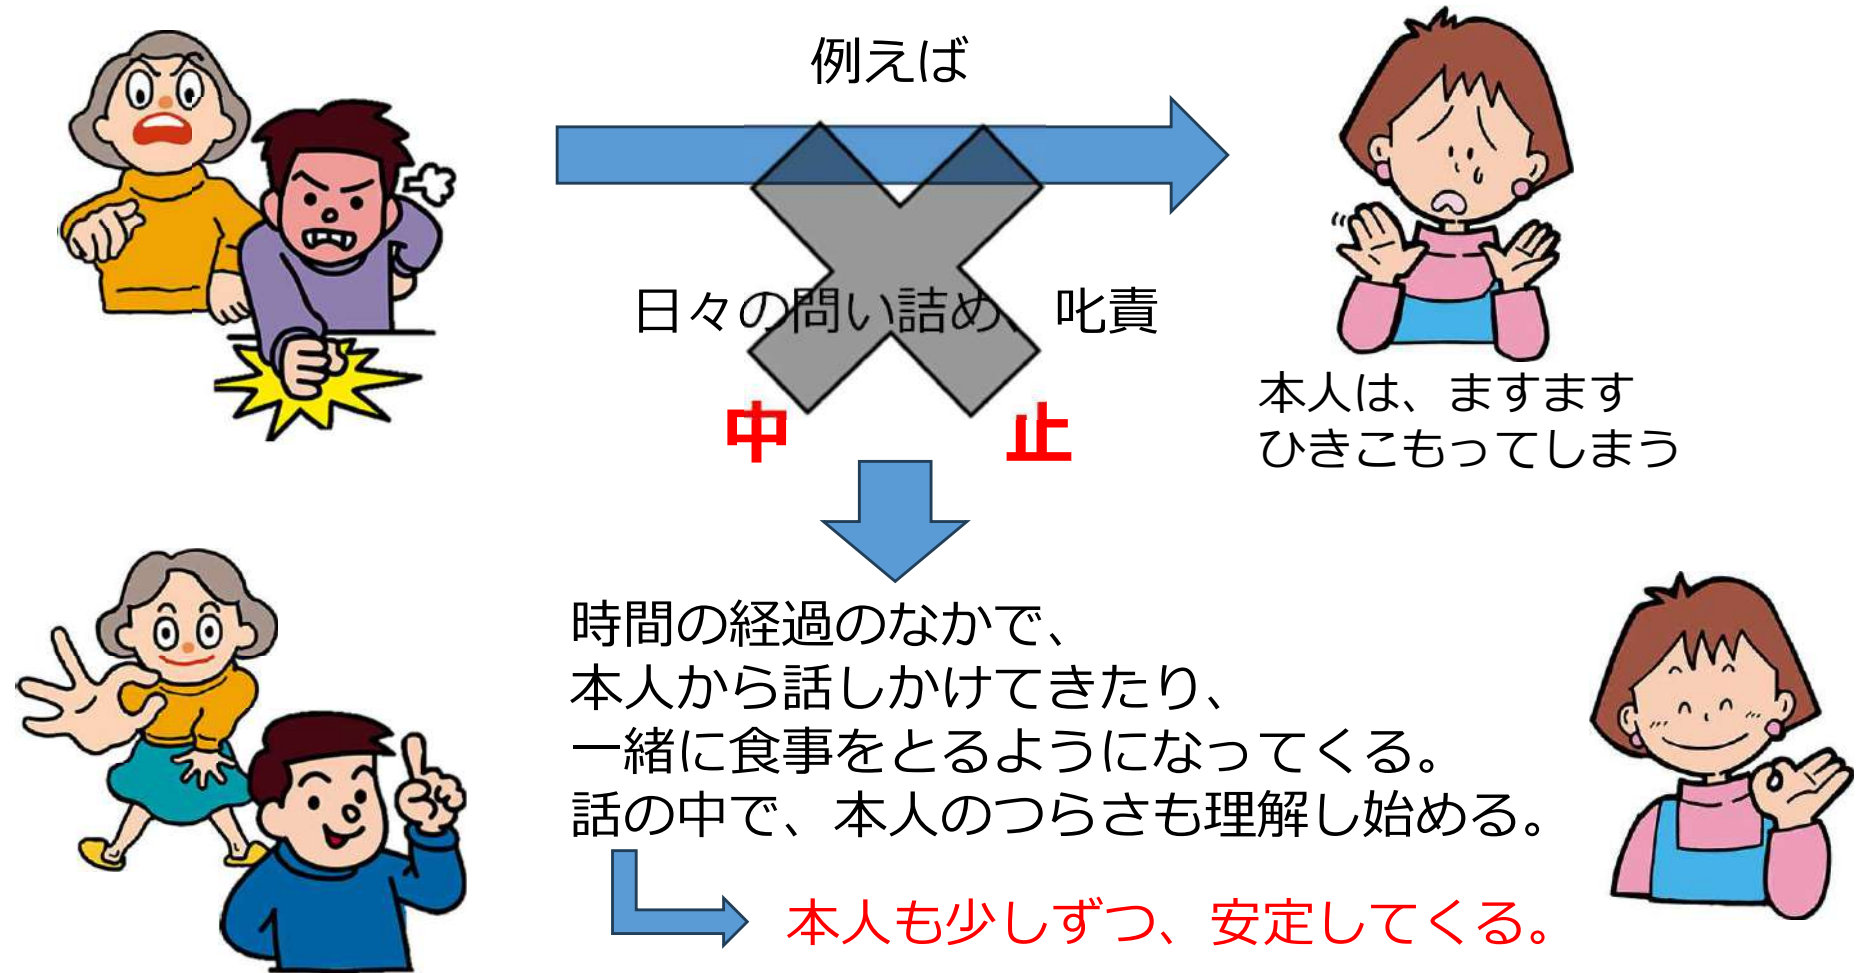 例えば
日々の問い詰め、叱責
中止
本人は、ますます
ひきこもってしまう
時間の経過のなかで、
本人から話しかけてきたり、
一緒に食事をとるようになってくる。
話の中で、本人のつらさも理解し始める。
本人も少しずつ、安定してくる。